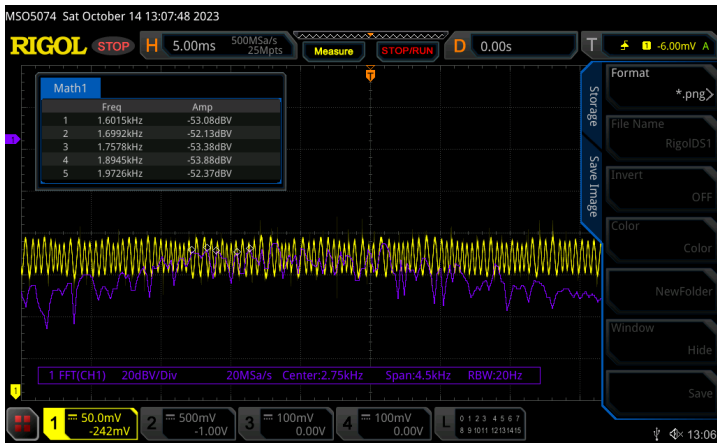 MSO5074 Sat October 14 13:07:48 2023
RIGOL STOP H 5.00ms 500MSa/s 25Mpts Measure STOP/RUN D 0.00s T 1 -6.00mV A
T
Math1
Freq Amp
1 1.6015kHz -53.08dBV
2 1.6992kHz -52.13dBV
3 1.7578kHz -53.38dBV
4 1.8945kHz -53.88dBV
5 1.9726kHz -52.37dBV
Storage
Save Image
Format
*.png
File Name
RigolDS1
Invert
OFF
Color
Color
NewFolder
Window
Hide
Save
1 FFT(CH1) 20dBV/Div 20MSa/s Center:2.75kHz Span:4.5kHz RBW:20Hz
1
1 50.0mV -242mV
2 500mV -1.00V
3 100mV 0.00V
4 100mV 0.00V
L 0 1 2 3 4 5 6 7
8 9 10 11 12 13 14 15
13:06